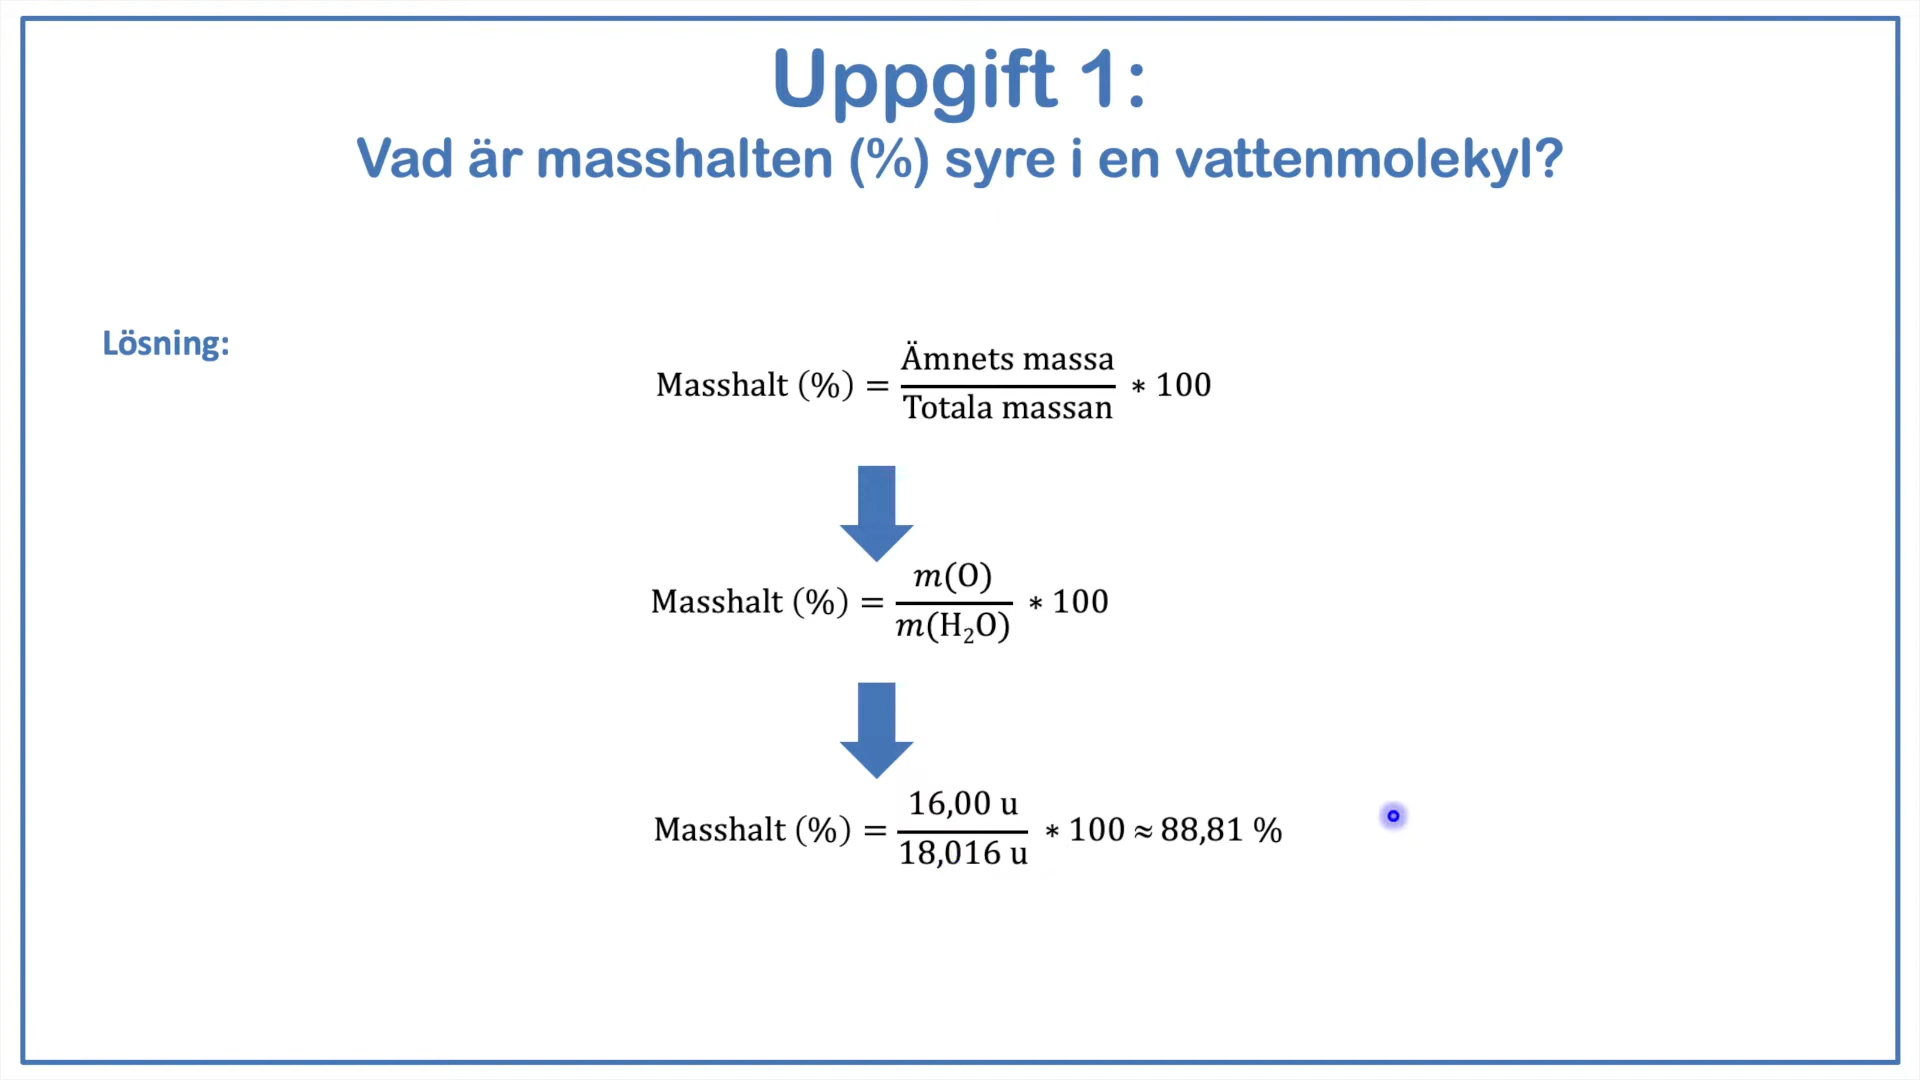 Uppgift 1:
Vad är masshalten (%) syre i en vattenmolekyl?
Lösning:
Masshalt (%) = Ämnets massa / Totala massan * 100
Masshalt (%) = m(O) / m(H₂O) * 100
Masshalt (%) = 16,00 u / 18,016 u * 100 ≈ 88,81 %